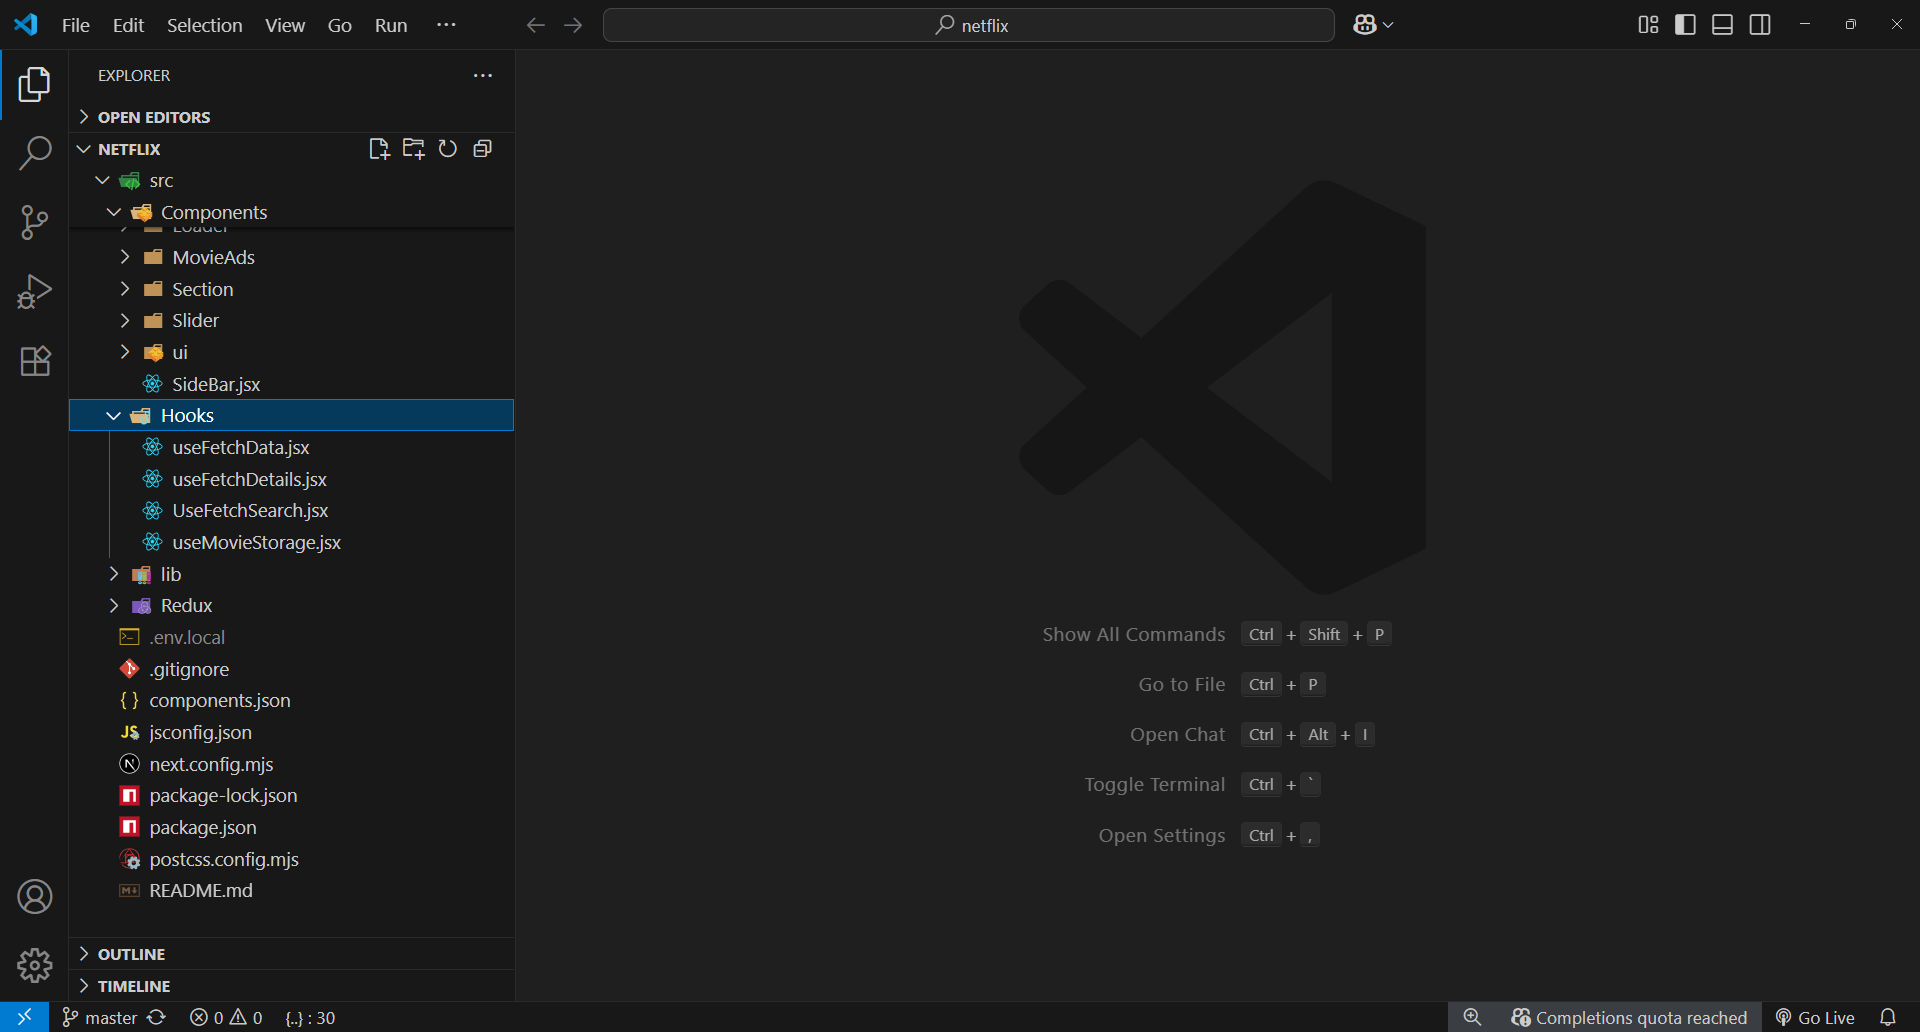 File Edit Selection View Go Run ···
netflix
EXPLORER
OPEN EDITORS
NETFLIX
src
Components
Loader
MovieAds
Section
Slider
ui
SideBar.jsx
Hooks
useFetchData.jsx
useFetchDetails.jsx
UseFetchSearch.jsx
useMovieStorage.jsx
lib
Redux
.env.local
.gitignore
components.json
jsconfig.json
next.config.mjs
package-lock.json
package.json
postcss.config.mjs
README.md
OUTLINE
TIMELINE
Show All Commands Ctrl + Shift + P
Go to File Ctrl + P
Open Chat Ctrl + Alt + I
Toggle Terminal Ctrl + `
Open Settings Ctrl + ,
master 0 0 {..} : 30 Completions quota reached Go Live